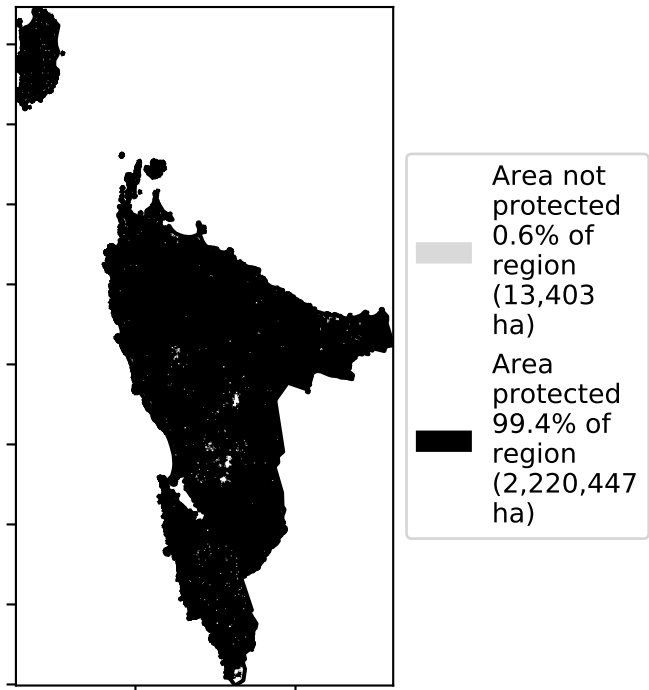 Area not
protected
0.6% of
region
(13,403
ha)
Area
protected
99.4% of
region
(2,220,447
ha)